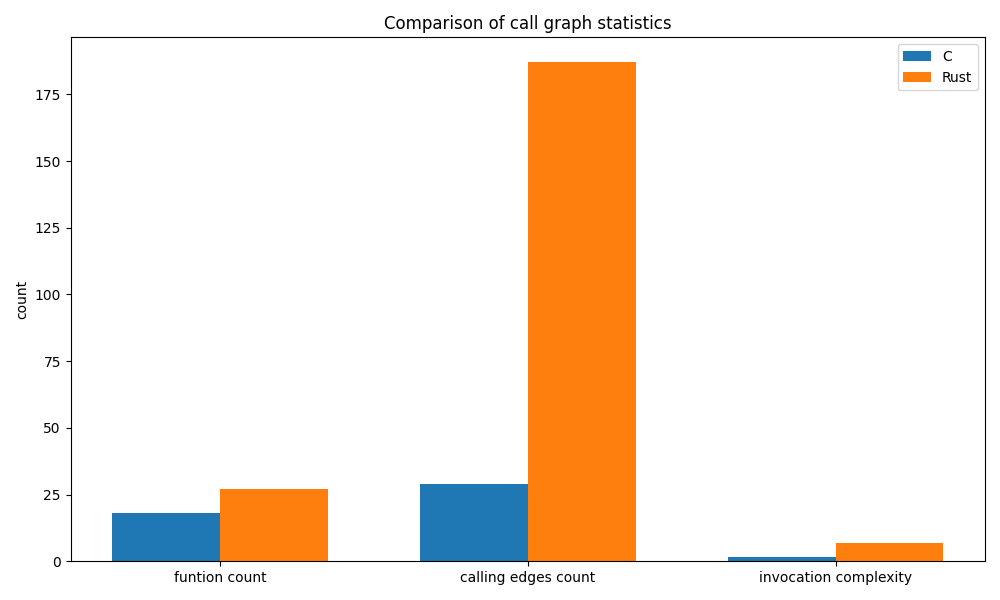 Comparison of call graph statistics
C
Rust
count
175
150
125
100
75
50
25
0
funtion count
calling edges count
invocation complexity